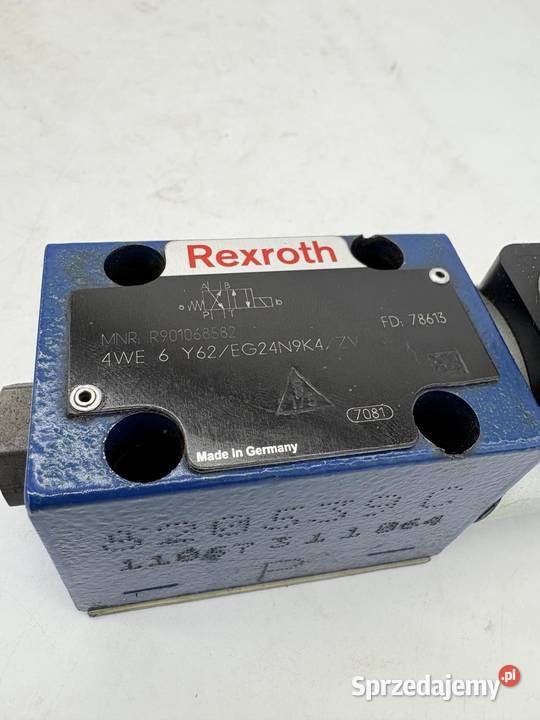 Rexroth
A B
a b
P T
MNR: R901068582
FD: 78613
4WE 6 Y62/EG24N9K4/ZV
7081
Made in Germany
P
Sprzedajemy.pl